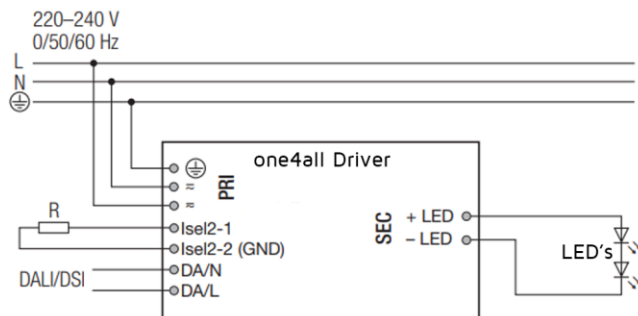 220–240 V
0/50/60 Hz
L
N
one4all Driver
PRI
≂
≂
R
Isel2-1
Isel2-2 (GND)
DALI/DSI
DA/N
DA/L
SEC
+ LED
– LED
LED's